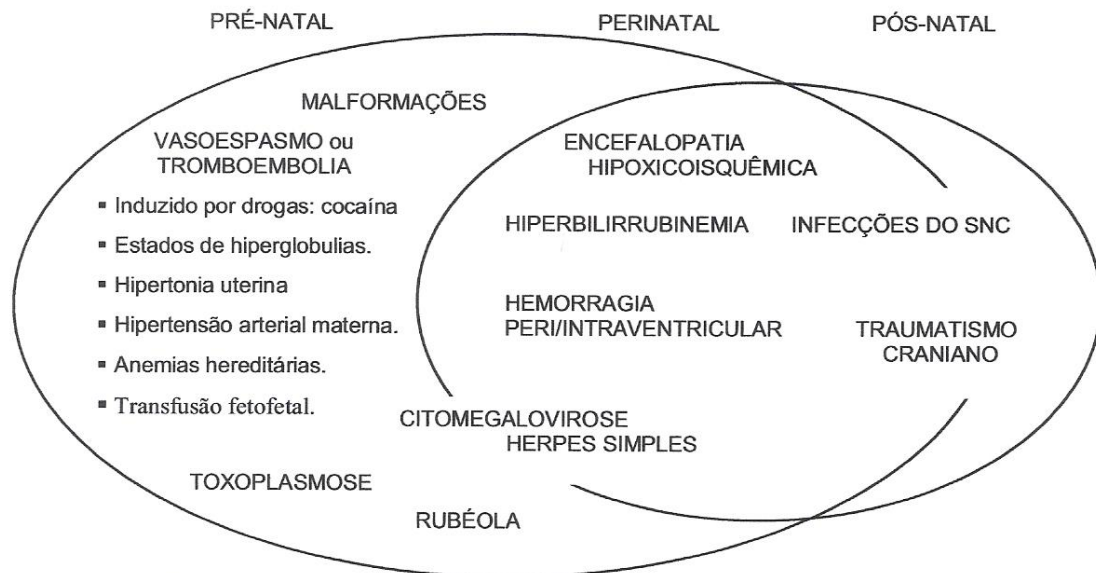 PRÉ-NATAL
PERINATAL
PÓS-NATAL
MALFORMAÇÕES
VASOESPASMO ou
TROMBOEMBOLIA
▪ Induzido por drogas: cocaína
▪ Estados de hiperglobulias.
▪ Hipertonia uterina
▪ Hipertensão arterial materna.
▪ Anemias hereditárias.
▪ Transfusão fetofetal.
ENCEFALOPATIA
HIPOXICOISQUÊMICA
HIPERBILIRRUBINEMIA
INFECÇÕES DO SNC
HEMORRAGIA
PERI/INTRAVENTRICULAR
TRAUMATISMO
CRANIANO
CITOMEGALOVIROSE
HERPES SIMPLES
TOXOPLASMOSE
RUBÉOLA